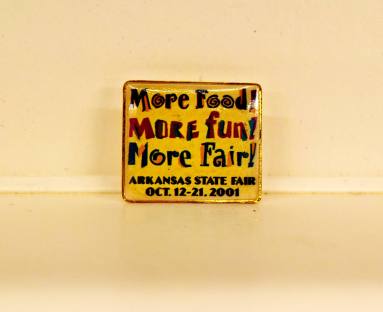 More Food!
MORE fun!
More Fair!
ARKANSAS STATE FAIR
OCT. 12-21, 2001